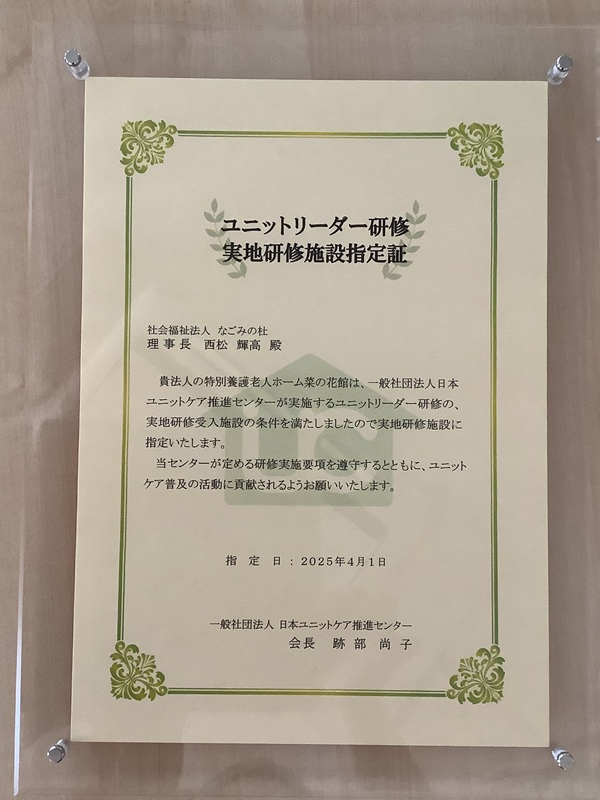 ユニットリーダー研修
実地研修施設指定証
社会福祉法人 なごみの杜
理事長 西松 輝高 殿
貴法人の特別養護老人ホーム菜の花館は、一般社団法人日本
ユニットケア推進センターが実施するユニットリーダー研修の、
実地研修受入施設の条件を満たしましたので実地研修施設に
指定いたします。
当センターが定める研修実施要項を遵守するとともに、ユニット
ケア普及の活動に貢献されるようお願いいたします。
指 定 日 : 2025年4月1日
一般社団法人 日本ユニットケア推進センター
会長 跡 部 尚 子